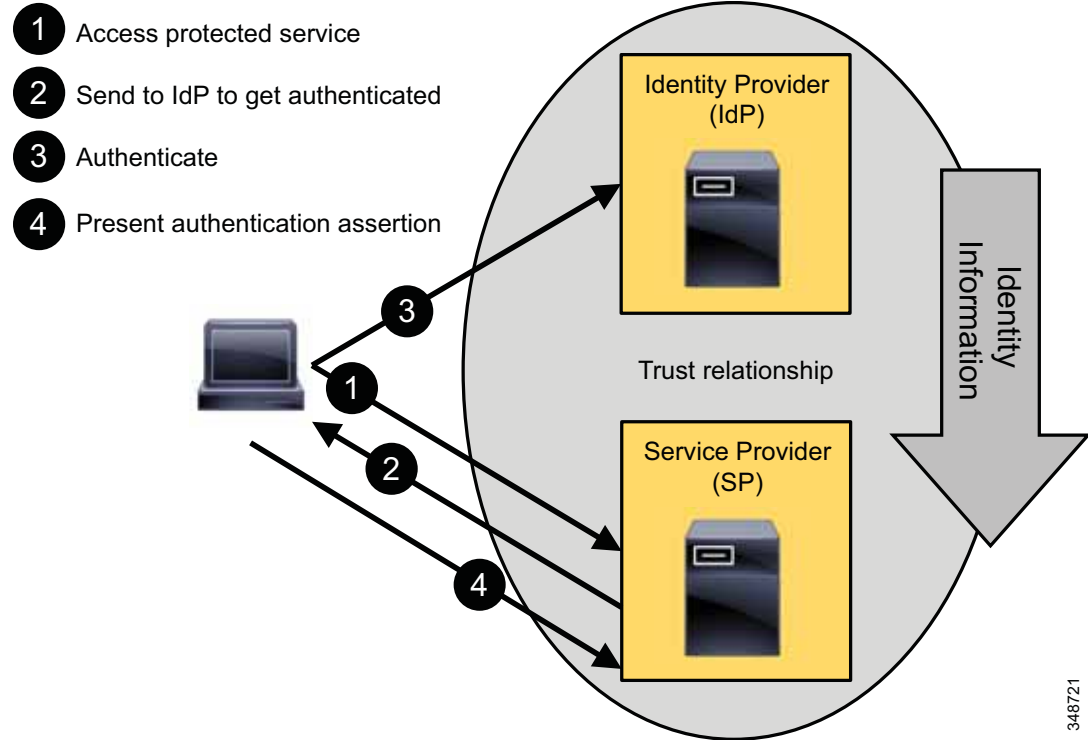 1 Access protected service
2 Send to IdP to get authenticated
3 Authenticate
4 Present authentication assertion
Identity Provider
(IdP)
3
Identity
Information
Trust relationship
1
Service Provider
(SP)
2
4
348721